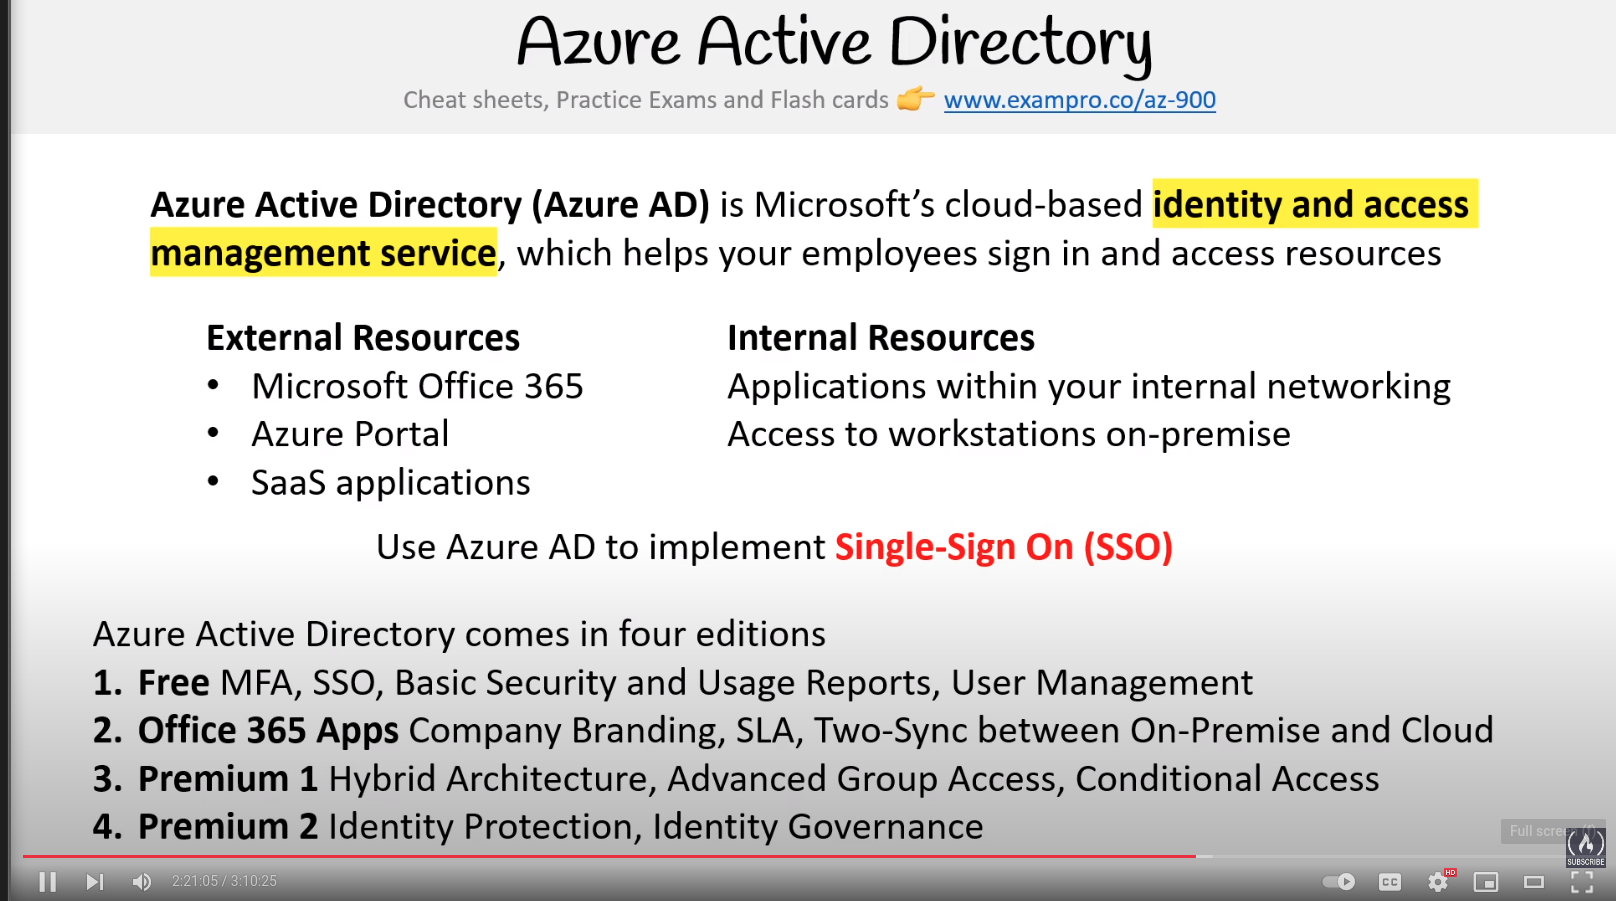 Azure Active Directory
Cheat sheets, Practice Exams and Flash cards 👉 www.exampro.co/az-900
Azure Active Directory (Azure AD) is Microsoft’s cloud-based identity and access
management service, which helps your employees sign in and access resources
External Resources
• Microsoft Office 365
• Azure Portal
• SaaS applications
Internal Resources
Applications within your internal networking
Access to workstations on-premise
Use Azure AD to implement Single-Sign On (SSO)
Azure Active Directory comes in four editions
1. Free MFA, SSO, Basic Security and Usage Reports, User Management
2. Office 365 Apps Company Branding, SLA, Two-Sync between On-Premise and Cloud
3. Premium 1 Hybrid Architecture, Advanced Group Access, Conditional Access
4. Premium 2 Identity Protection, Identity Governance
Full screen (f)
SUBSCRIBE
2:21:05 / 3:10:25
CC
HD